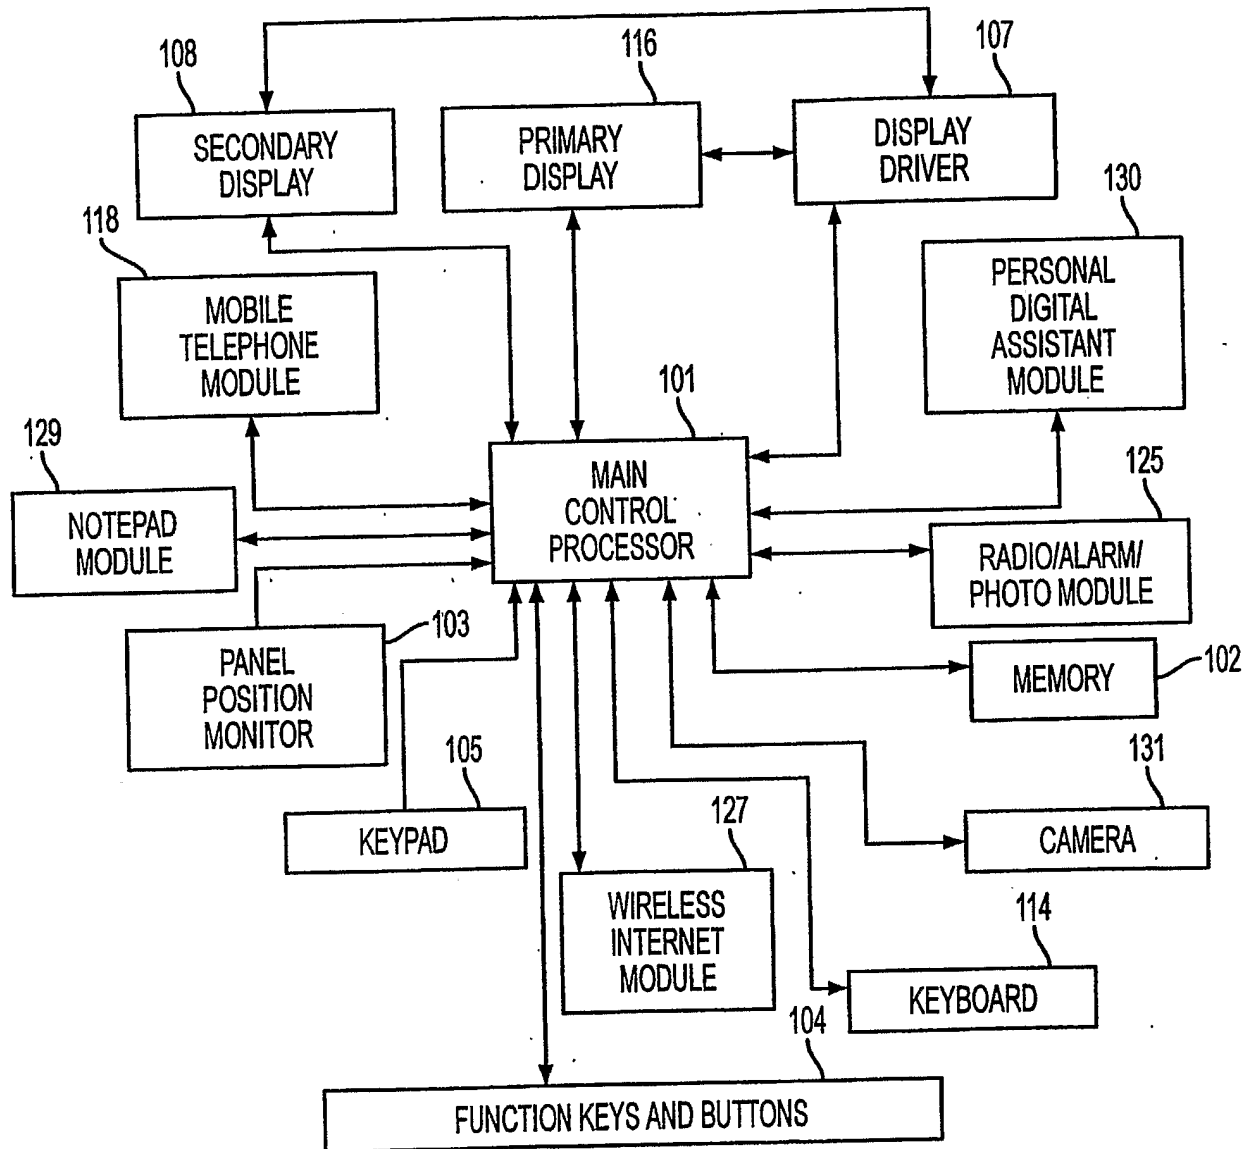 108
116
107
SECONDARY
DISPLAY
PRIMARY
DISPLAY
DISPLAY
DRIVER
130
118
PERSONAL
DIGITAL
ASSISTANT
MODULE
MOBILE
TELEPHONE
MODULE
101
129
125
MAIN
CONTROL
PROCESSOR
NOTEPAD
MODULE
RADIO/ALARM/
PHOTO MODULE
103
PANEL
POSITION
MONITOR
MEMORY
102
105
131
KEYPAD
127
CAMERA
WIRELESS
INTERNET
MODULE
114
KEYBOARD
104
FUNCTION KEYS AND BUTTONS